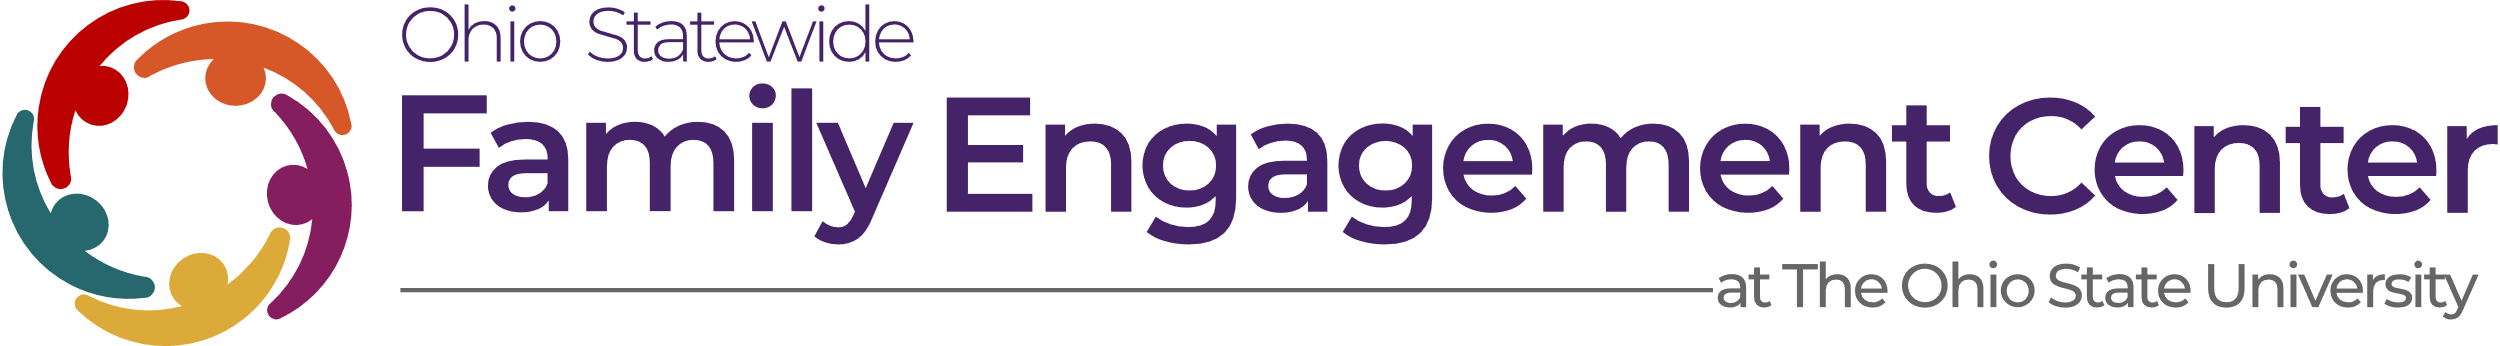 Ohio Statewide
Family Engagement Center
at The Ohio State University